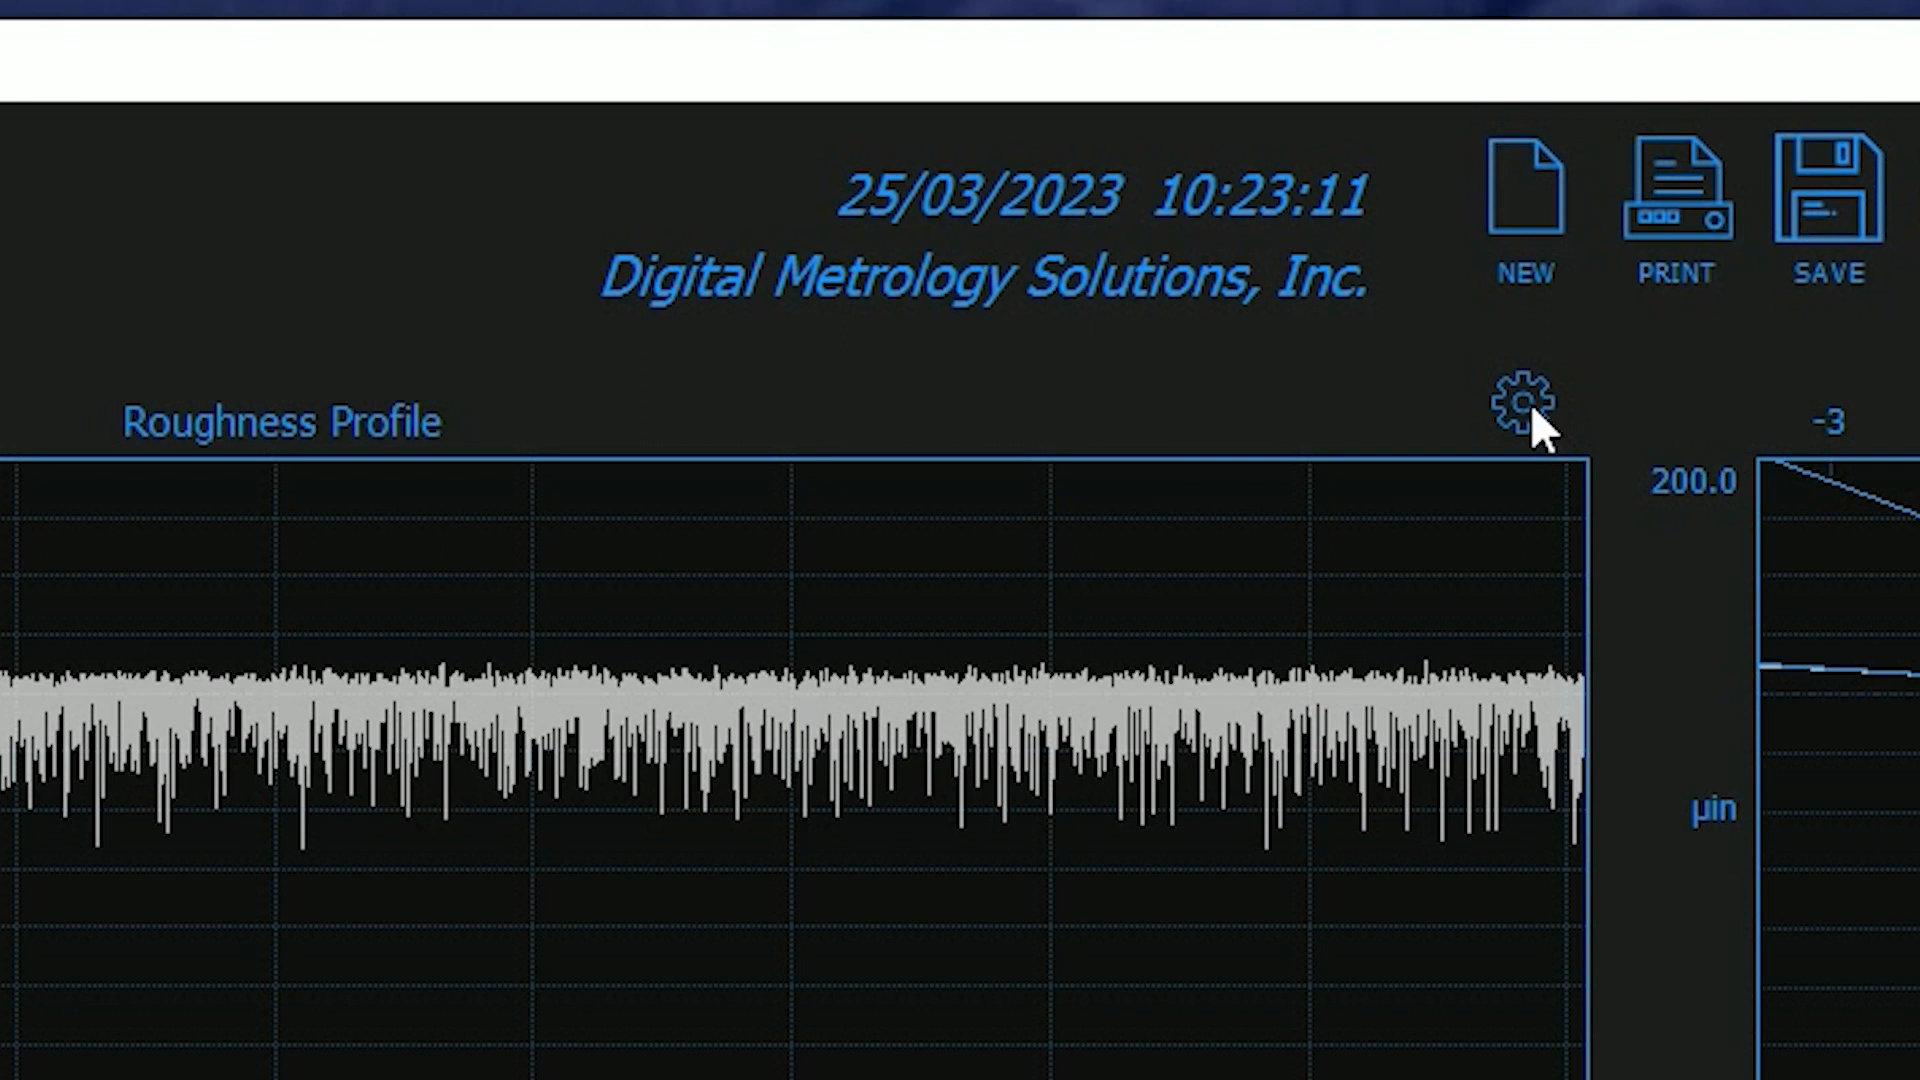 25/03/2023 10:23:11
Digital Metrology Solutions, Inc.
NEW
PRINT
SAVE
Roughness Profile
-3
200.0
µin